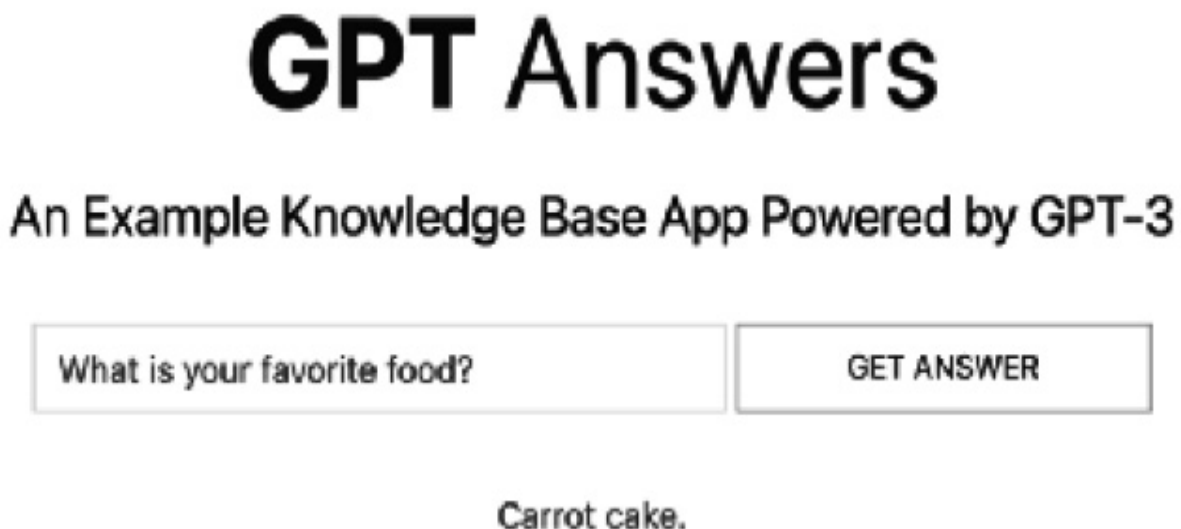 GPT Answers
An Example Knowledge Base App Powered by GPT-3
What is your favorite food? GET ANSWER
Carrot cake.